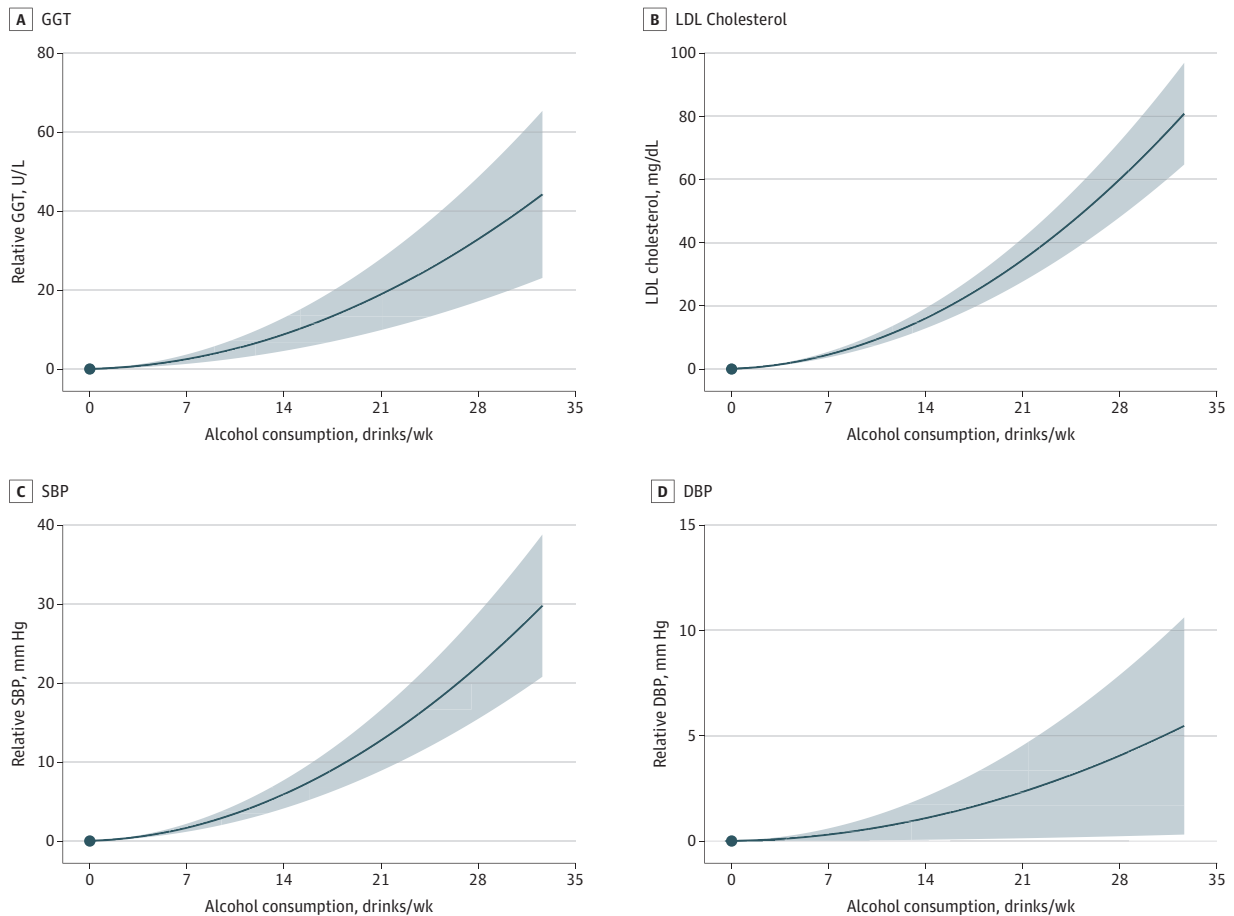 A GGT
80
60
40
20
0
Relative GGT, U/L
0 7 14 21 28 35
Alcohol consumption, drinks/wk
B LDL Cholesterol
100
80
60
40
20
0
LDL cholesterol, mg/dL
0 7 14 21 28 35
Alcohol consumption, drinks/wk
C SBP
40
30
20
10
0
Relative SBP, mm Hg
0 7 14 21 28 35
Alcohol consumption, drinks/wk
D DBP
15
10
5
0
Relative DBP, mm Hg
0 7 14 21 28 35
Alcohol consumption, drinks/wk